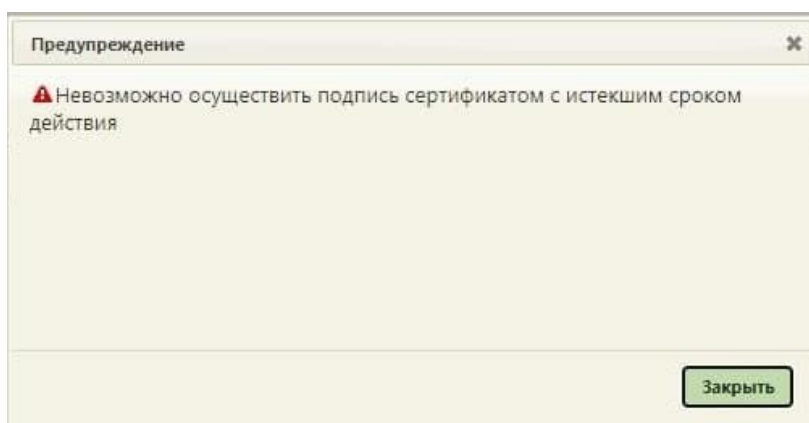 Предупреждение
Невозможно осуществить подпись сертификатом с истекшим сроком
действия
Закрыть